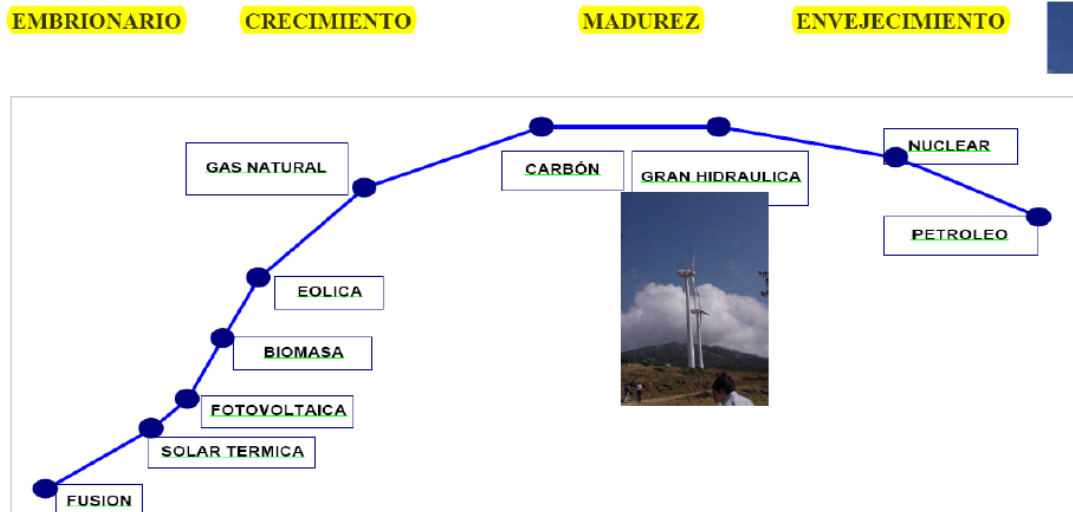 EMBRIONARIO CRECIMIENTO MADUREZ ENVEJECIMIENTO
NUCLEAR
GAS NATURAL
CARBÓN
GRAN HIDRAULICA
PETROLEO
EOLICA
BIOMASA
FOTOVOLTAICA
SOLAR TERMICA
FUSION